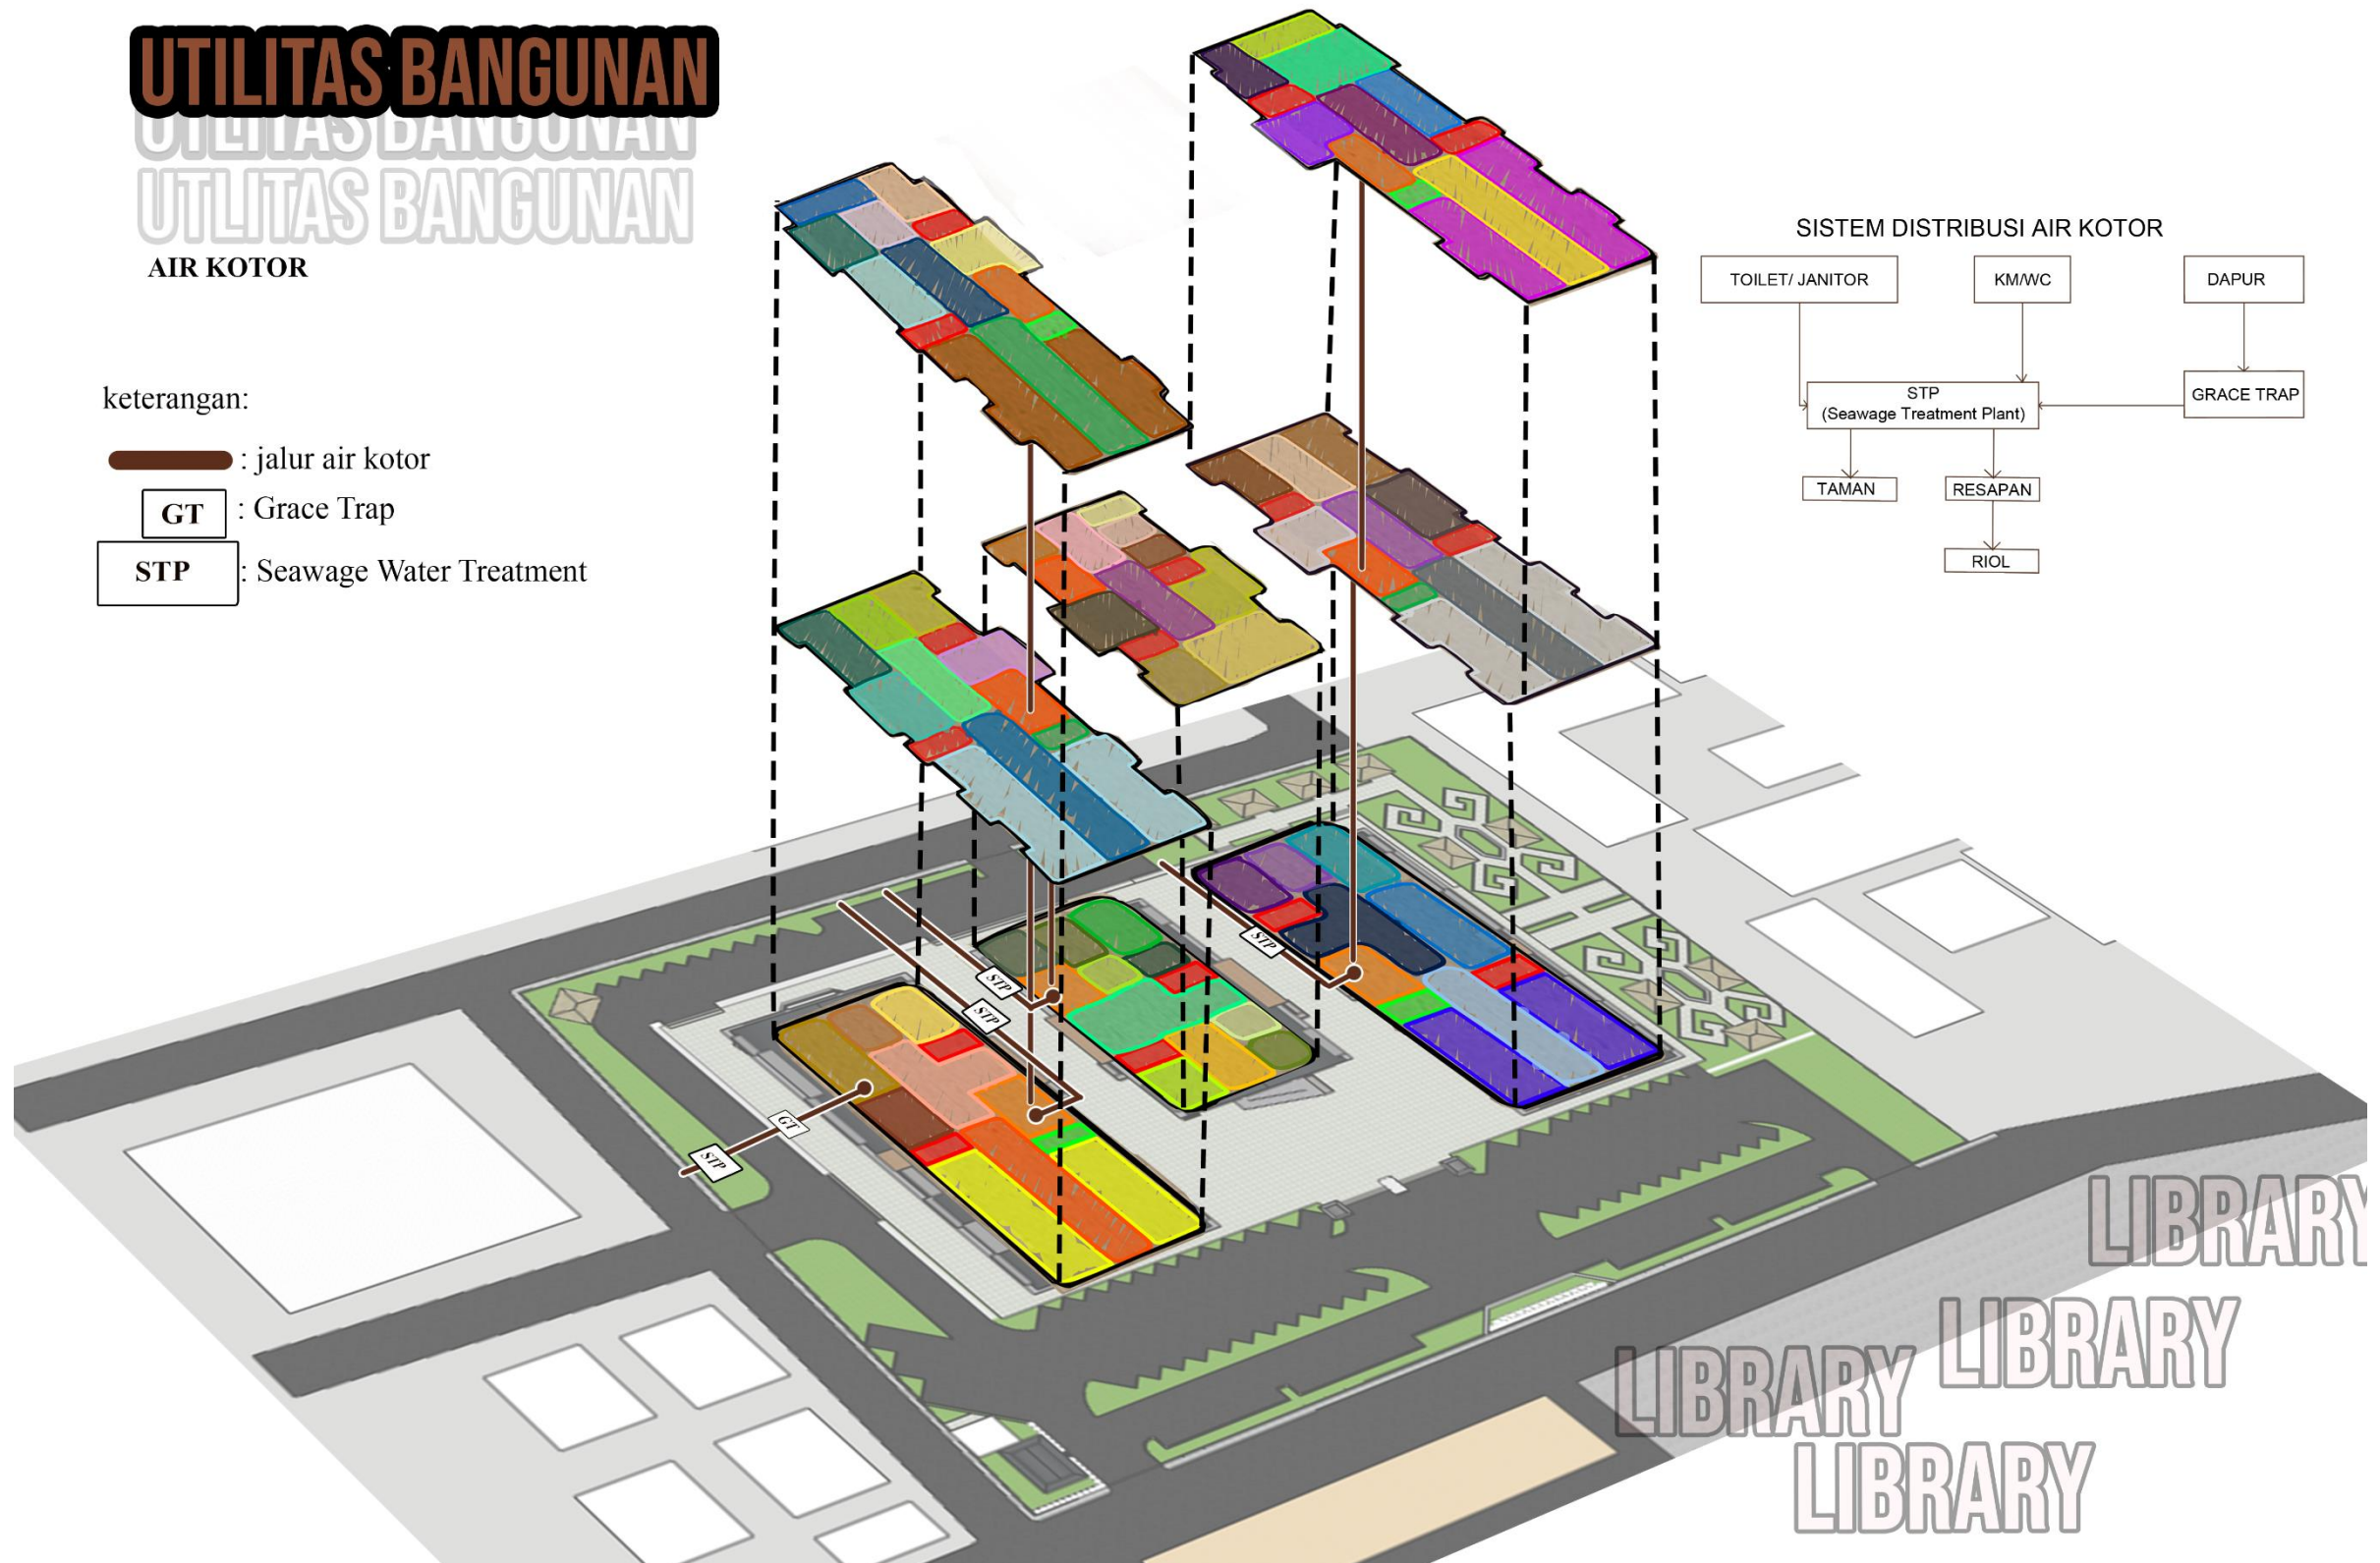 UTILITAS BANGUNAN
UTILITAS BANGUNAN
UTLITAS BANGUNAN
AIR KOTOR
keterangan:
: jalur air kotor
GT : Grace Trap
STP : Seawage Water Treatment
SISTEM DISTRIBUSI AIR KOTOR
TOILET/ JANITOR
KM/WC
DAPUR
STP
(Seawage Treatment Plant)
GRACE TRAP
TAMAN
RESAPAN
RIOL
STP
STP
STP
GT
STP
LIBRARY
LIBRARY
LIBRARY
LIBRARY